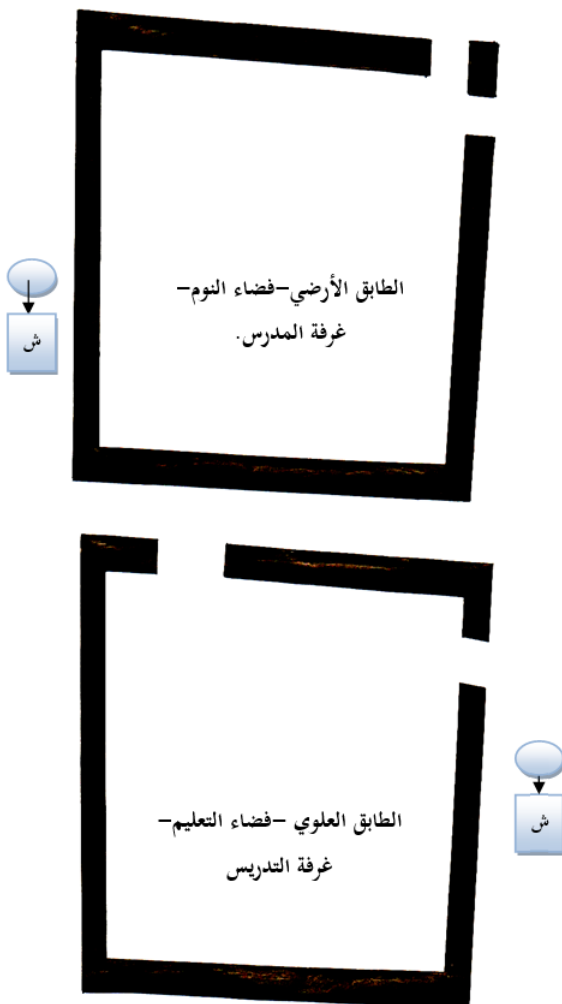 الطابق الأرضي–فضاء النوم–
غرفة المدرس.
ش
الطابق العلوي –فضاء التعليم–
غرفة التدريس
ش